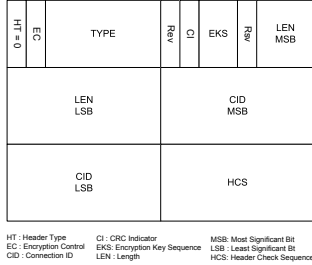 HT = 0
EC
TYPE
Rev
CI
EKS
Rsv
LEN
MSB
LEN
LSB
CID
MSB
CID
LSB
HCS
HT : Header Type
EC : Encryption Control
CID : Connection ID
CI : CRC Indicator
EKS: Encryption Key Sequence
LEN : Length
MSB: Most Significant Bit
LSB : Least Significant Bt
HCS: Header Check Sequence